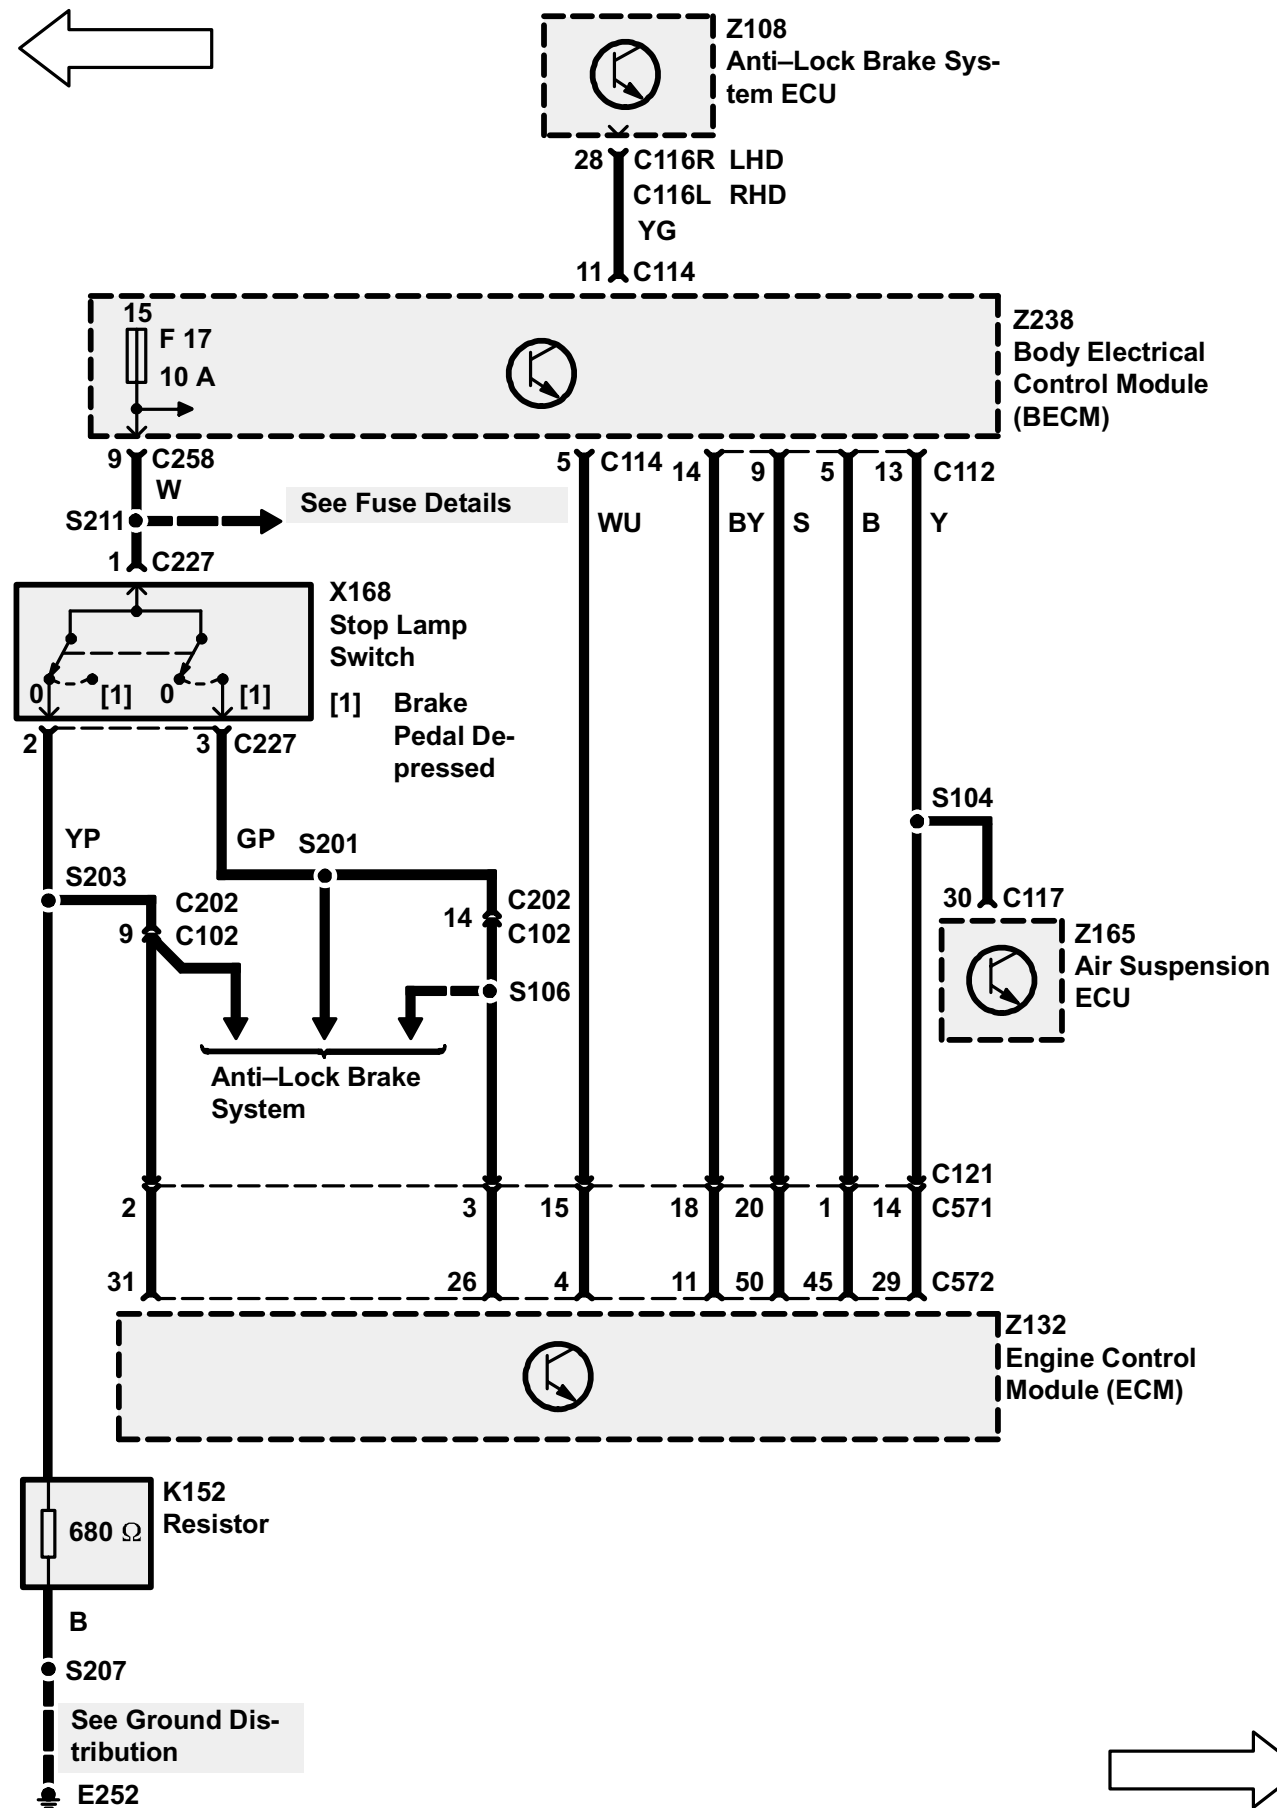 Z108
Anti–Lock Brake Sys-
tem ECU
28 C116R LHD
C116L RHD
YG
11 C114
15
F 17
10 A
Z238
Body Electrical
Control Module
(BECM)
9 C258
W
5 C114 14 9 5 13 C112
S211 See Fuse Details
WU BY S B Y
1 C227
X168
Stop Lamp
Switch
0 [1] 0 [1]
[1] Brake
Pedal De-
pressed
2 3 C227
S104
YP GP S201
S203
C202
9 C102
C202
14 C102
30 C117
Z165
Air Suspension
ECU
S106
Anti–Lock Brake
System
C121
2 3 15 18 20 1 14 C571
31 26 4 11 50 45 29 C572
Z132
Engine Control
Module (ECM)
K152
Resistor
680 Ω
B
S207
See Ground Dis-
tribution
E252